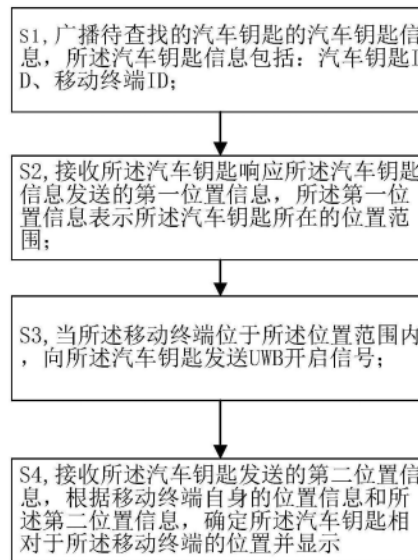 S1,广播待查找的汽车钥匙的汽车钥匙信
息，所述汽车钥匙信息包括：汽车钥匙I
D、移动终端ID；
S2,接收所述汽车钥匙响应所述汽车钥匙
信息发送的第一位置信息，所述第一位
置信息表示所述汽车钥匙所在的位置范
围；
S3,当所述移动终端位于所述位置范围内
，向所述汽车钥匙发送UWB开启信号；
S4,接收所述汽车钥匙发送的第二位置信
息，根据移动终端自身的位置信息和所
述第二位置信息，确定所述汽车钥匙相
对于所述移动终端的位置并显示